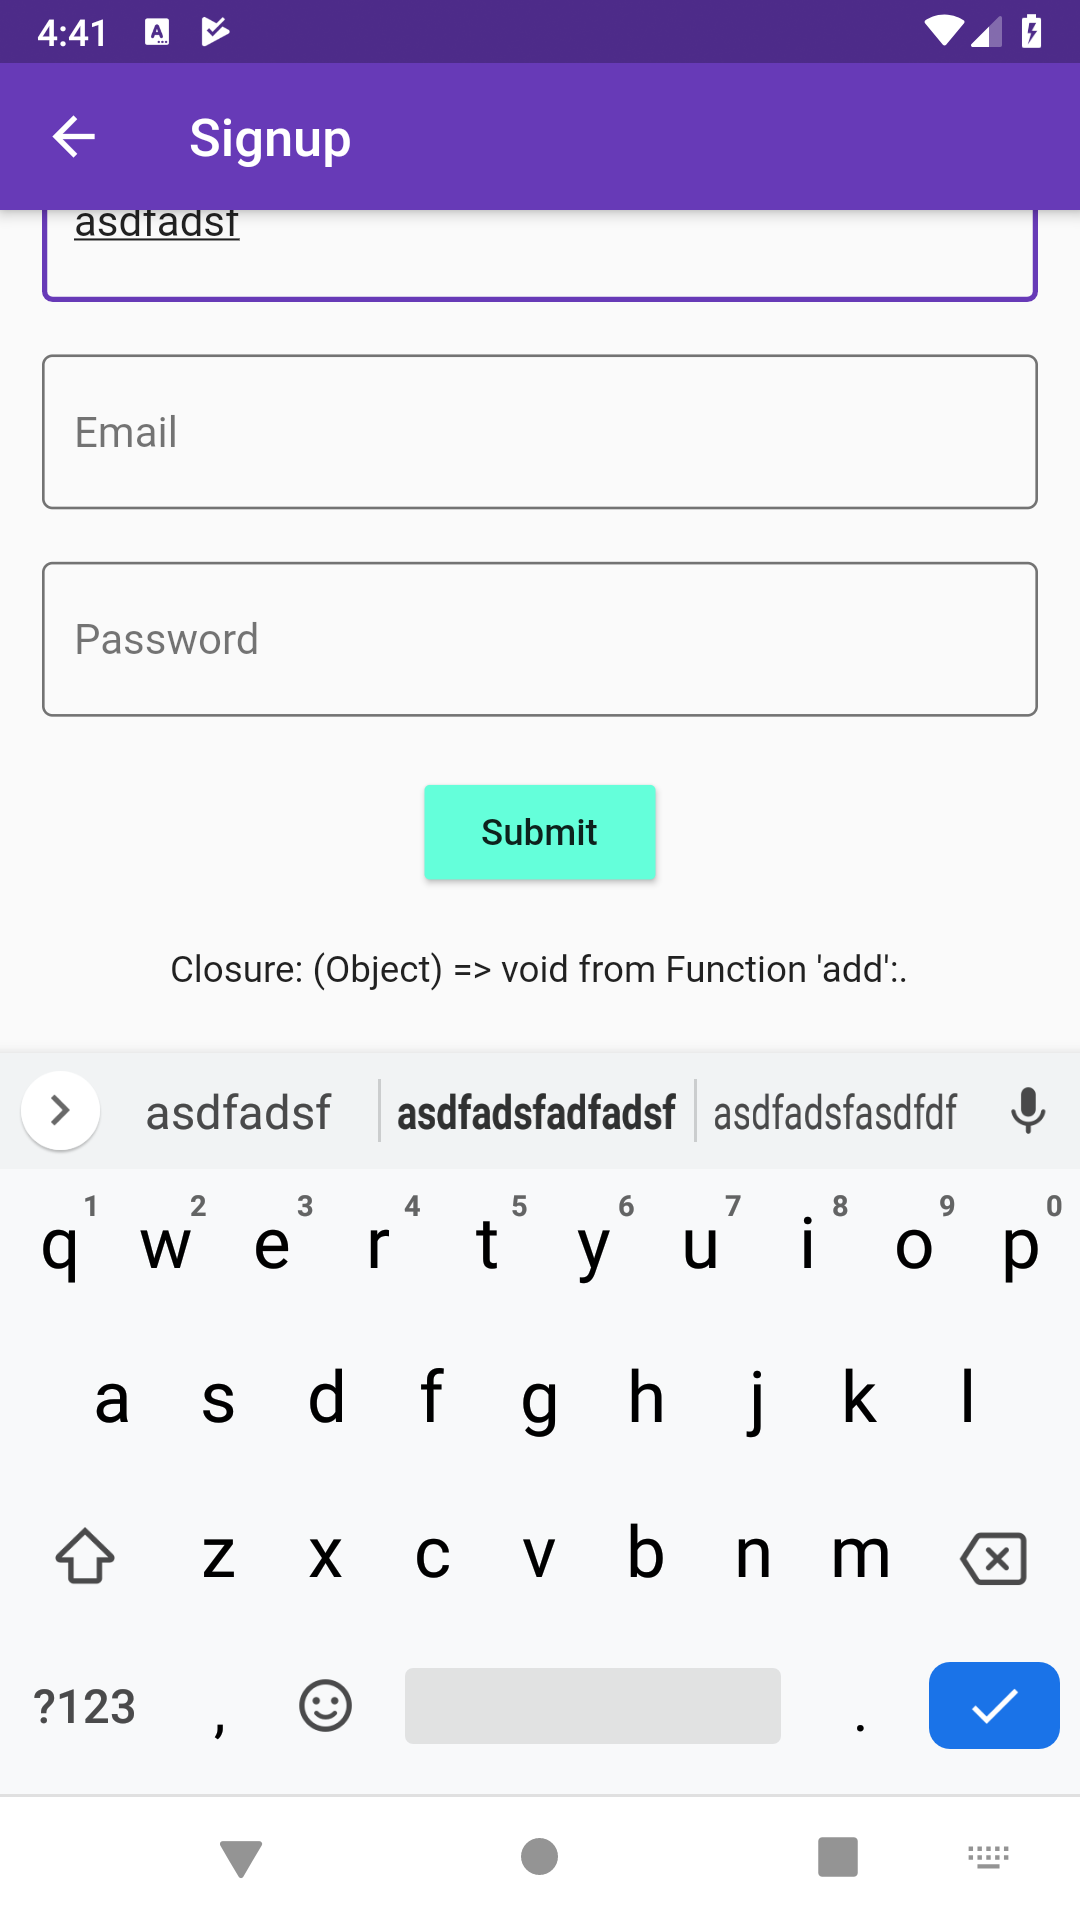 4:41
Signup
asdfadsf
Email
Password
Submit
Closure: (Object) => void from Function 'add':.
asdfadsf asdfadsfadfadsf asdfadsfasdfdf
1 2 3 4 5 6 7 8 9 0
q w e r t y u i o p
a s d f g h j k l
z x c v b n m
?123 , .